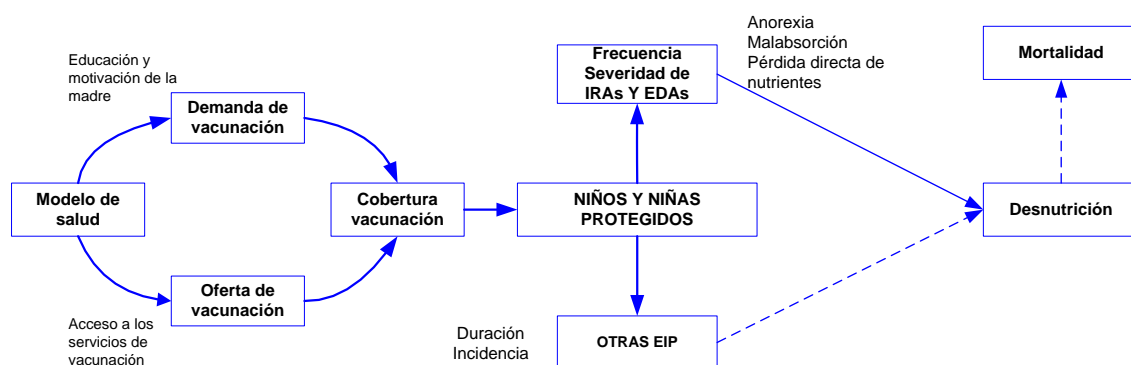 Educación y
motivación de la
madre
Demanda de
vacunación
Modelo de
salud
Oferta de
vacunación
Acceso a los
servicios de
vacunación
Cobertura
vacunación
Frecuencia
Severidad de
IRAs Y EDAs
NIÑOS Y NIÑAS
PROTEGIDOS
Duración
Incidencia
OTRAS EIP
Anorexia
Malabsorción
Pérdida directa de
nutrientes
Mortalidad
Desnutrición